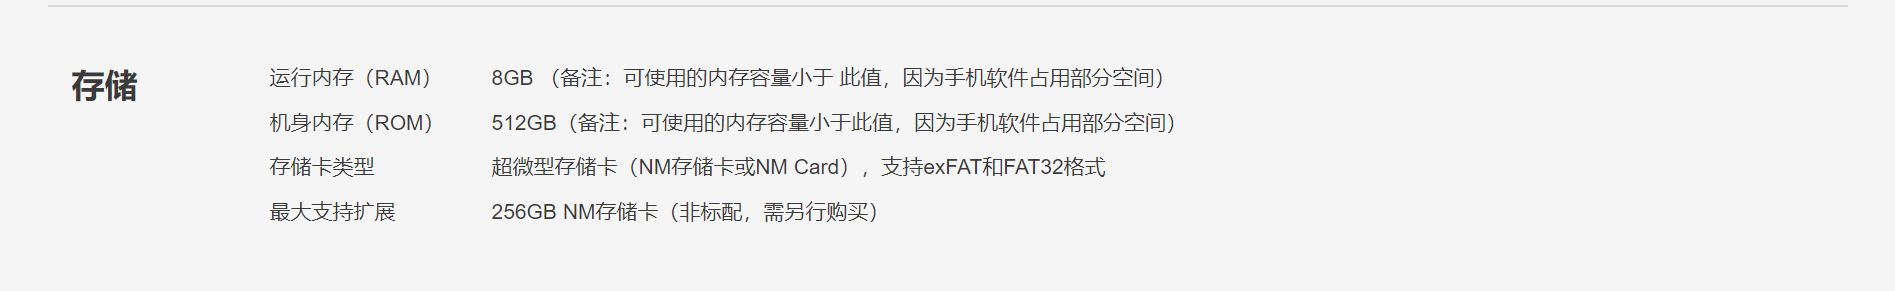 存储
运行内存（RAM） 8GB （备注：可使用的内存容量小于 此值，因为手机软件占用部分空间）
机身内存（ROM） 512GB（备注：可使用的内存容量小于此值，因为手机软件占用部分空间）
存储卡类型 超微型存储卡（NM存储卡或NM Card），支持exFAT和FAT32格式
最大支持扩展 256GB NM存储卡（非标配，需另行购买）